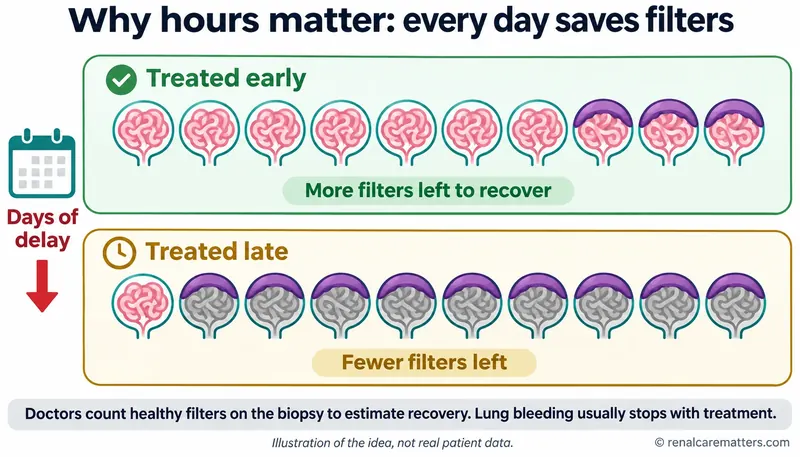 Why hours matter: every day saves filters
Treated early
More filters left to recover
Days of
delay
Treated late
Fewer filters left
Doctors count healthy filters on the biopsy to estimate recovery. Lung bleeding usually stops with treatment.
Illustration of the idea, not real patient data.
© renalcarematters.com